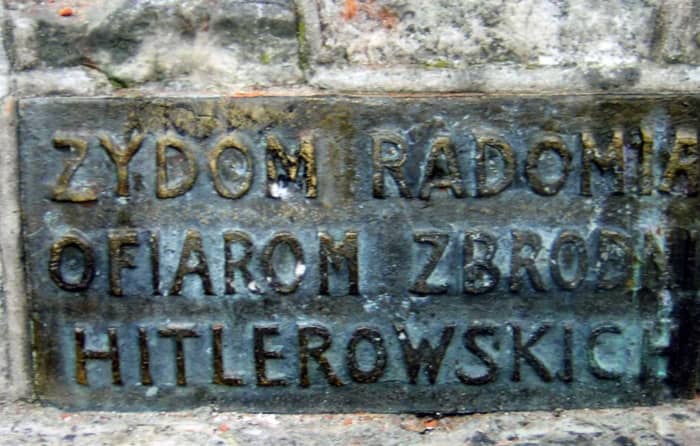 ZYDOM RADOMIA
OFIAROM ZBRODNI
HITLEROWSKICH